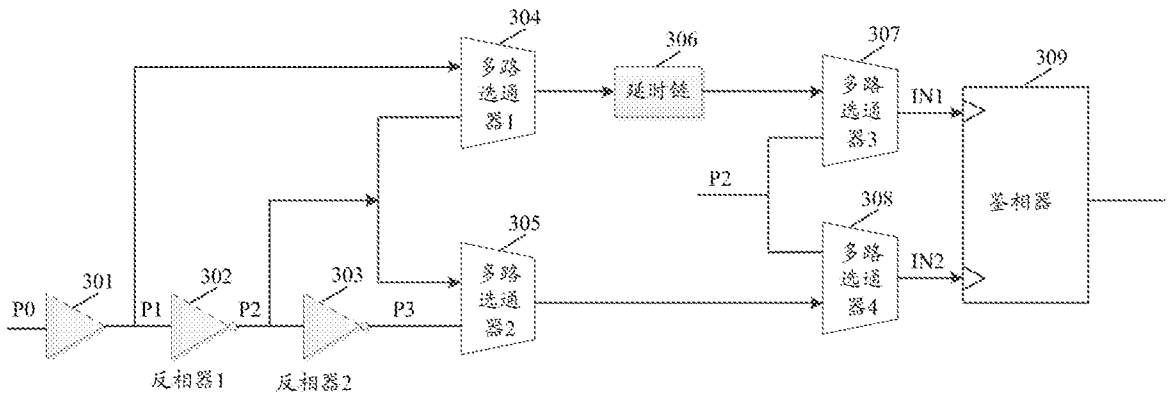 304
306
307
309
多路
选通
器1
延时链
多路
选通
器3
IN1
P2
308
鉴相器
305
多路
选通
器4
IN2
301
302
303
多路
选通
器2
P0
P1
P2
P3
反相器1
反相器2